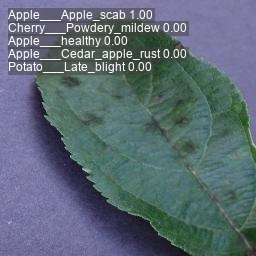 Apple___Apple_scab 1.00
Cherry___Powdery_mildew 0.00
Apple___healthy 0.00
Apple___Cedar_apple_rust 0.00
Potato___Late_blight 0.00